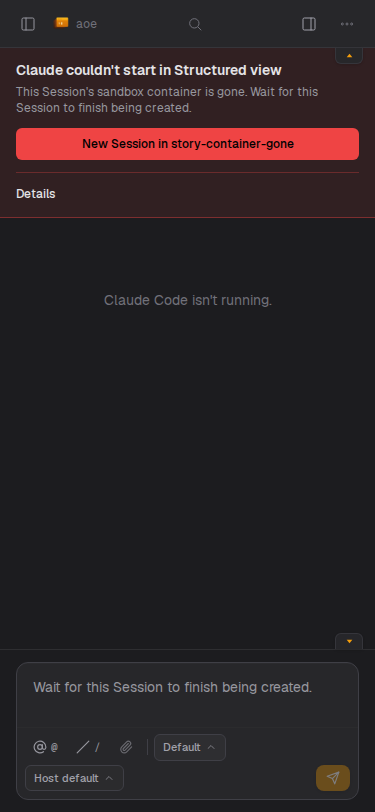 aoe
Claude couldn't start in Structured view
This Session's sandbox container is gone. Wait for this
Session to finish being created.
New Session in story-container-gone
Details
Claude Code isn't running.
Wait for this Session to finish being created.
@ /
Default
Host default